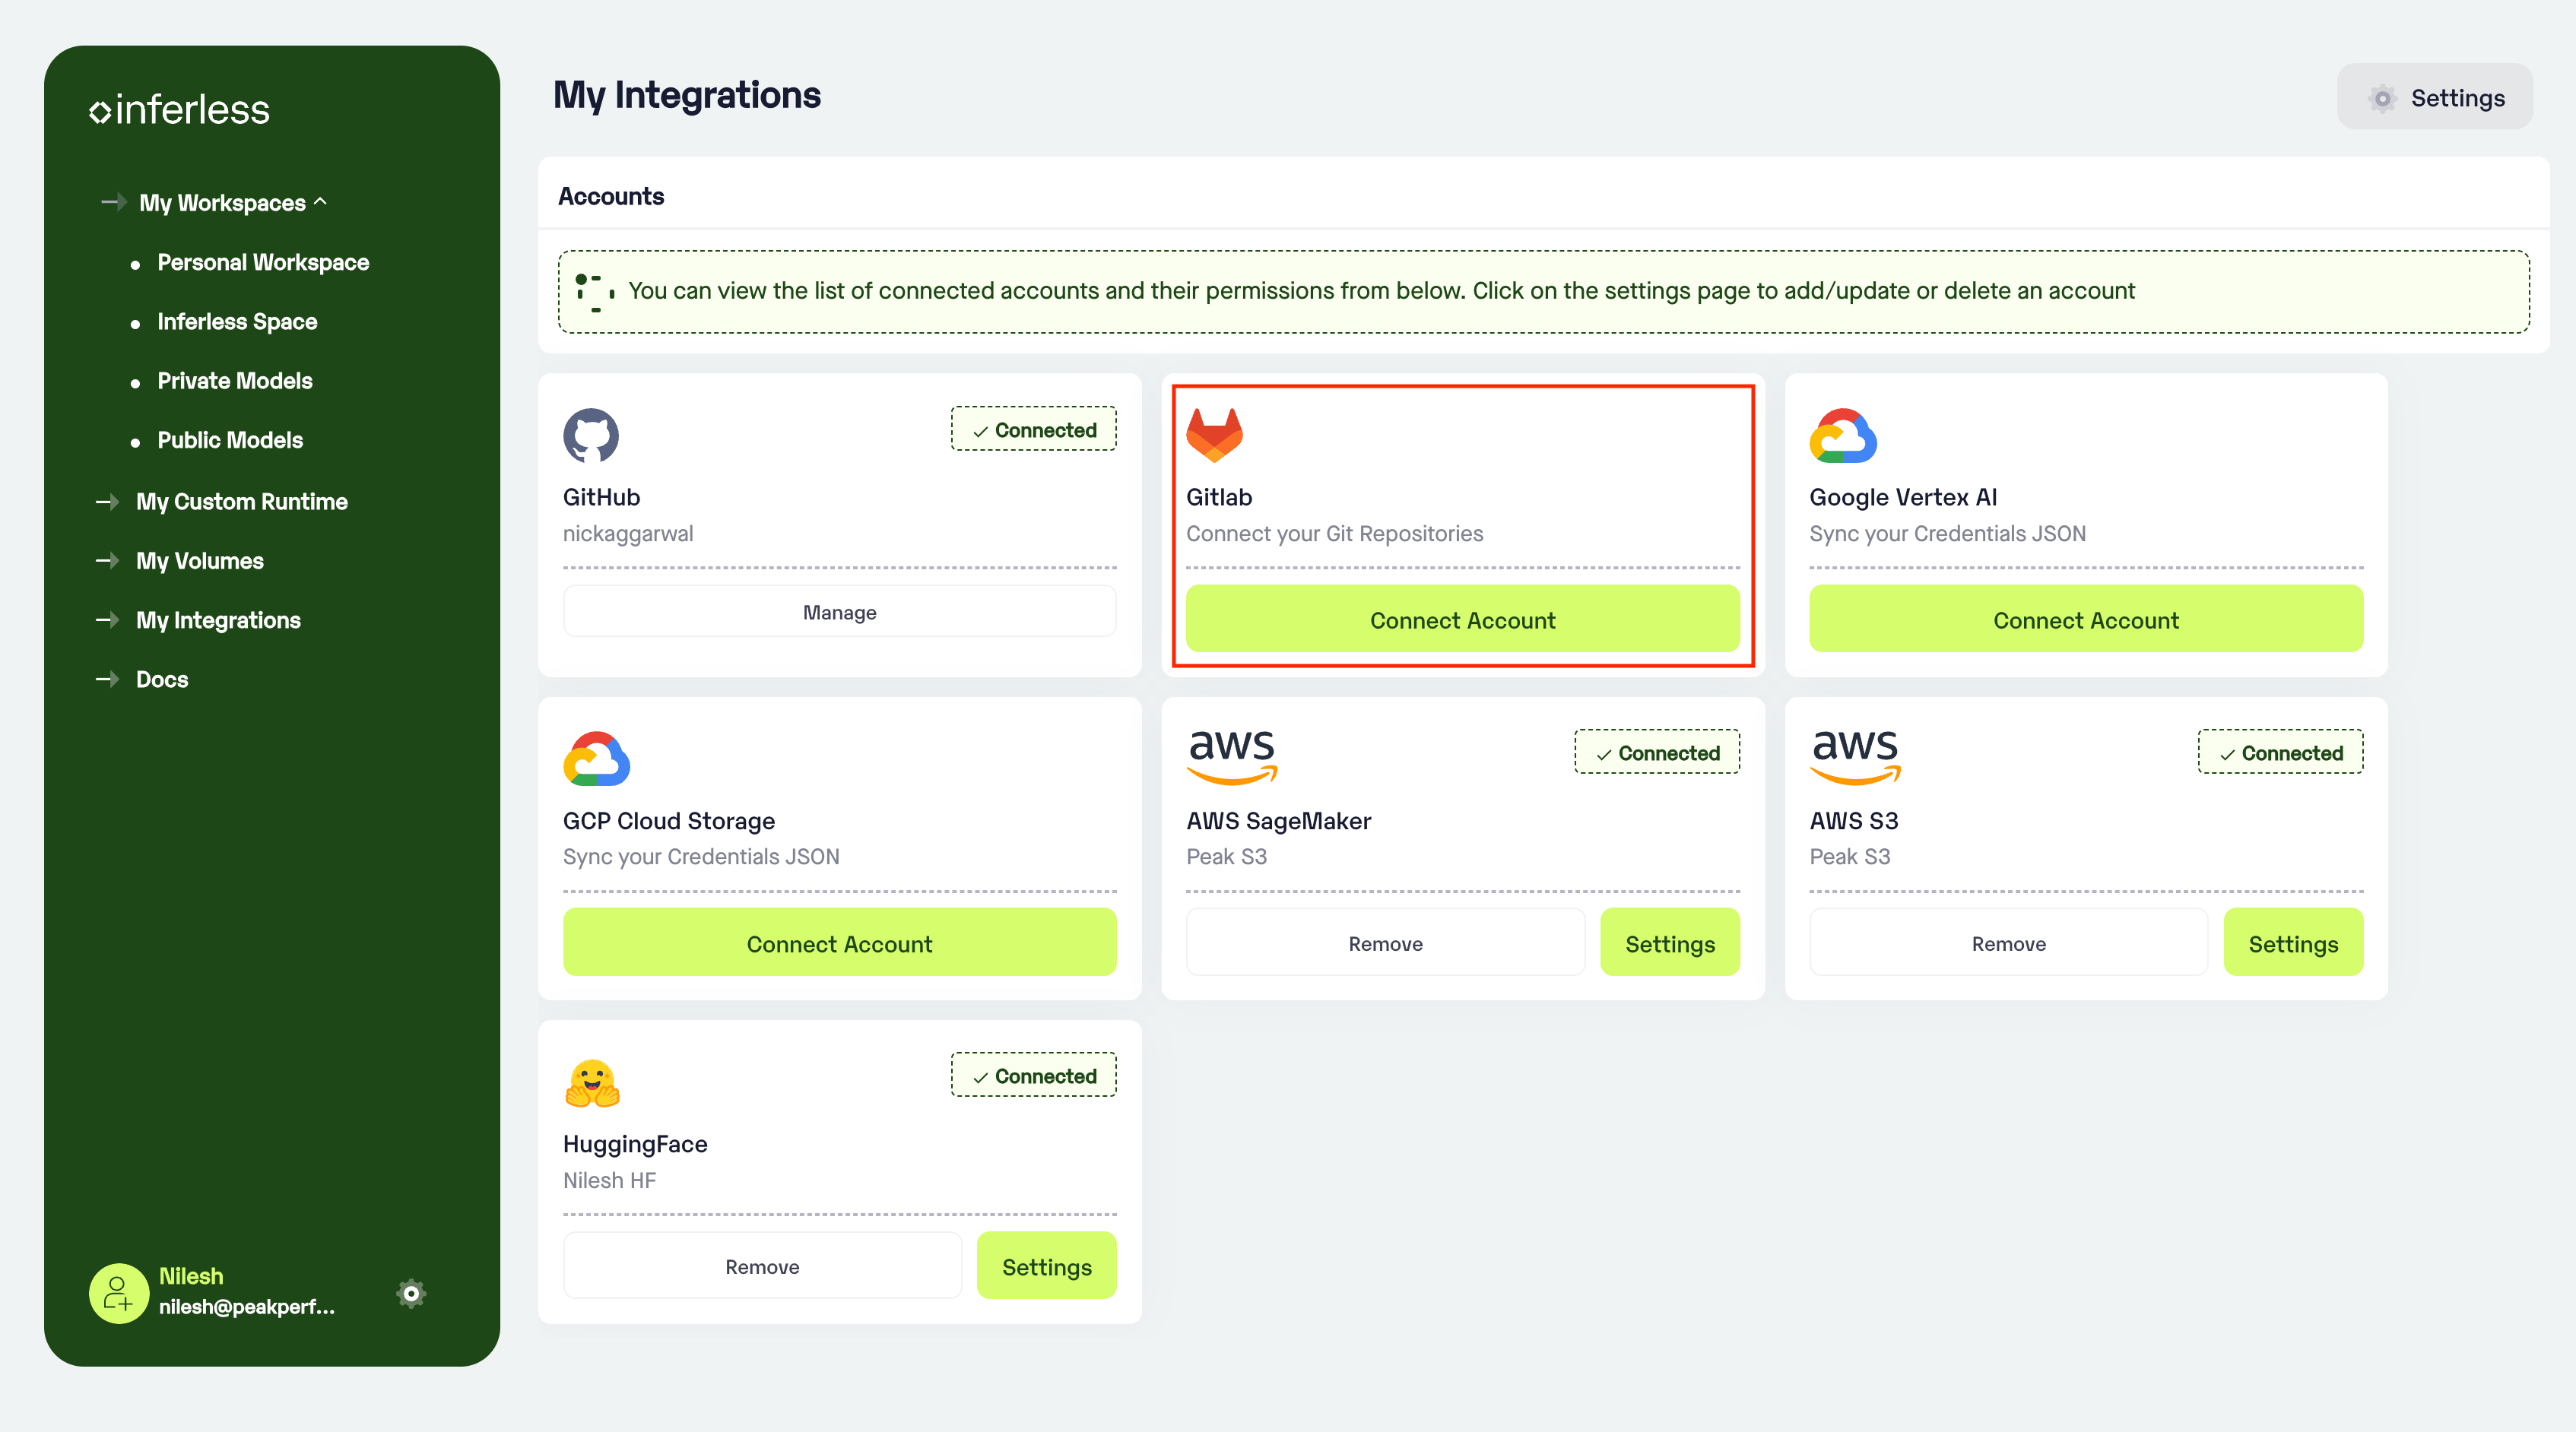 inferless
My Workspaces
Personal Workspace
Inferless Space
Private Models
Public Models
My Custom Runtime
My Volumes
My Integrations
Docs
Nilesh
nilesh@peakperf...
My Integrations
Settings
Accounts
You can view the list of connected accounts and their permissions from below. Click on the settings page to add/update or delete an account
Connected
GitHub
nickaggarwal
Manage
Gitlab
Connect your Git Repositories
Connect Account
Google Vertex AI
Sync your Credentials JSON
Connect Account
GCP Cloud Storage
Sync your Credentials JSON
Connect Account
aws
Connected
AWS SageMaker
Peak S3
Remove
Settings
aws
Connected
AWS S3
Peak S3
Remove
Settings
Connected
HuggingFace
Nilesh HF
Remove
Settings